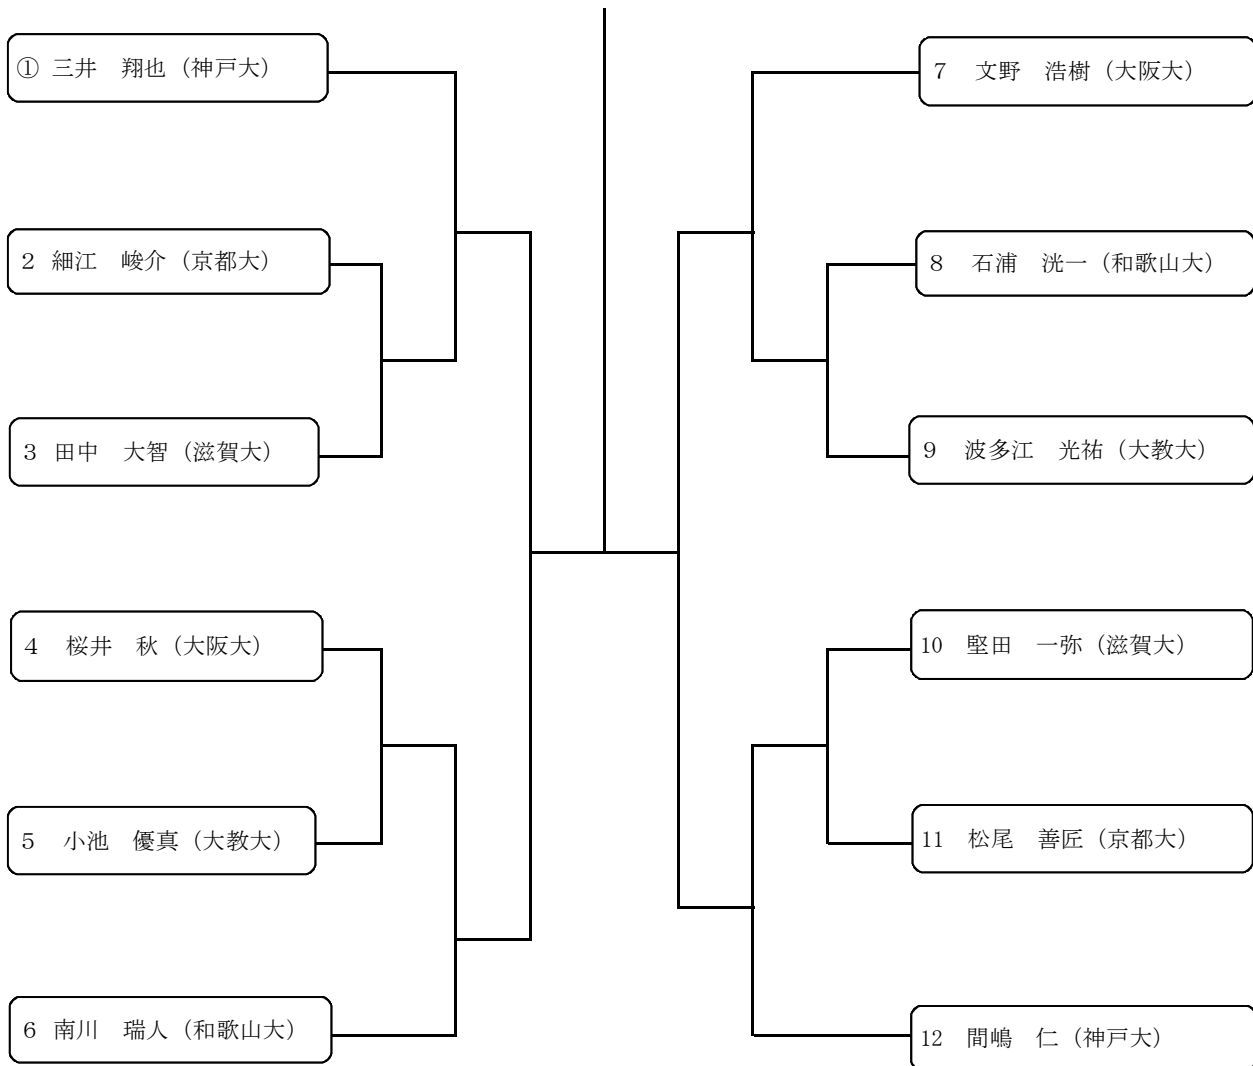 ① 三井　翔也（神戸大）
2 細江　峻介（京都大）
3 田中　大智（滋賀大）
4　桜井　秋（大阪大）
5　小池　優真（大教大）
6 南川　瑞人（和歌山大）
7　文野　浩樹（大阪大）
8　石浦　洸一（和歌山大）
9　波多江　光祐（大教大）
10　堅田　一弥（滋賀大）
11　松尾　善匠（京都大）
12　間嶋　仁（神戸大）